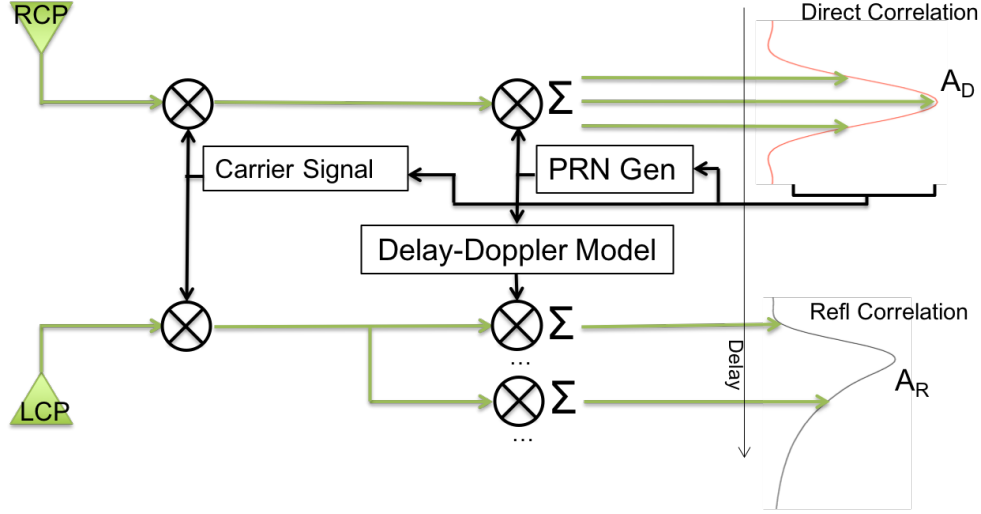 RCP
Direct Correlation
Σ
A_D
Carrier Signal
PRN Gen
Delay-Doppler Model
Refl Correlation
Σ
...
Delay
A_R
LCP
Σ
...